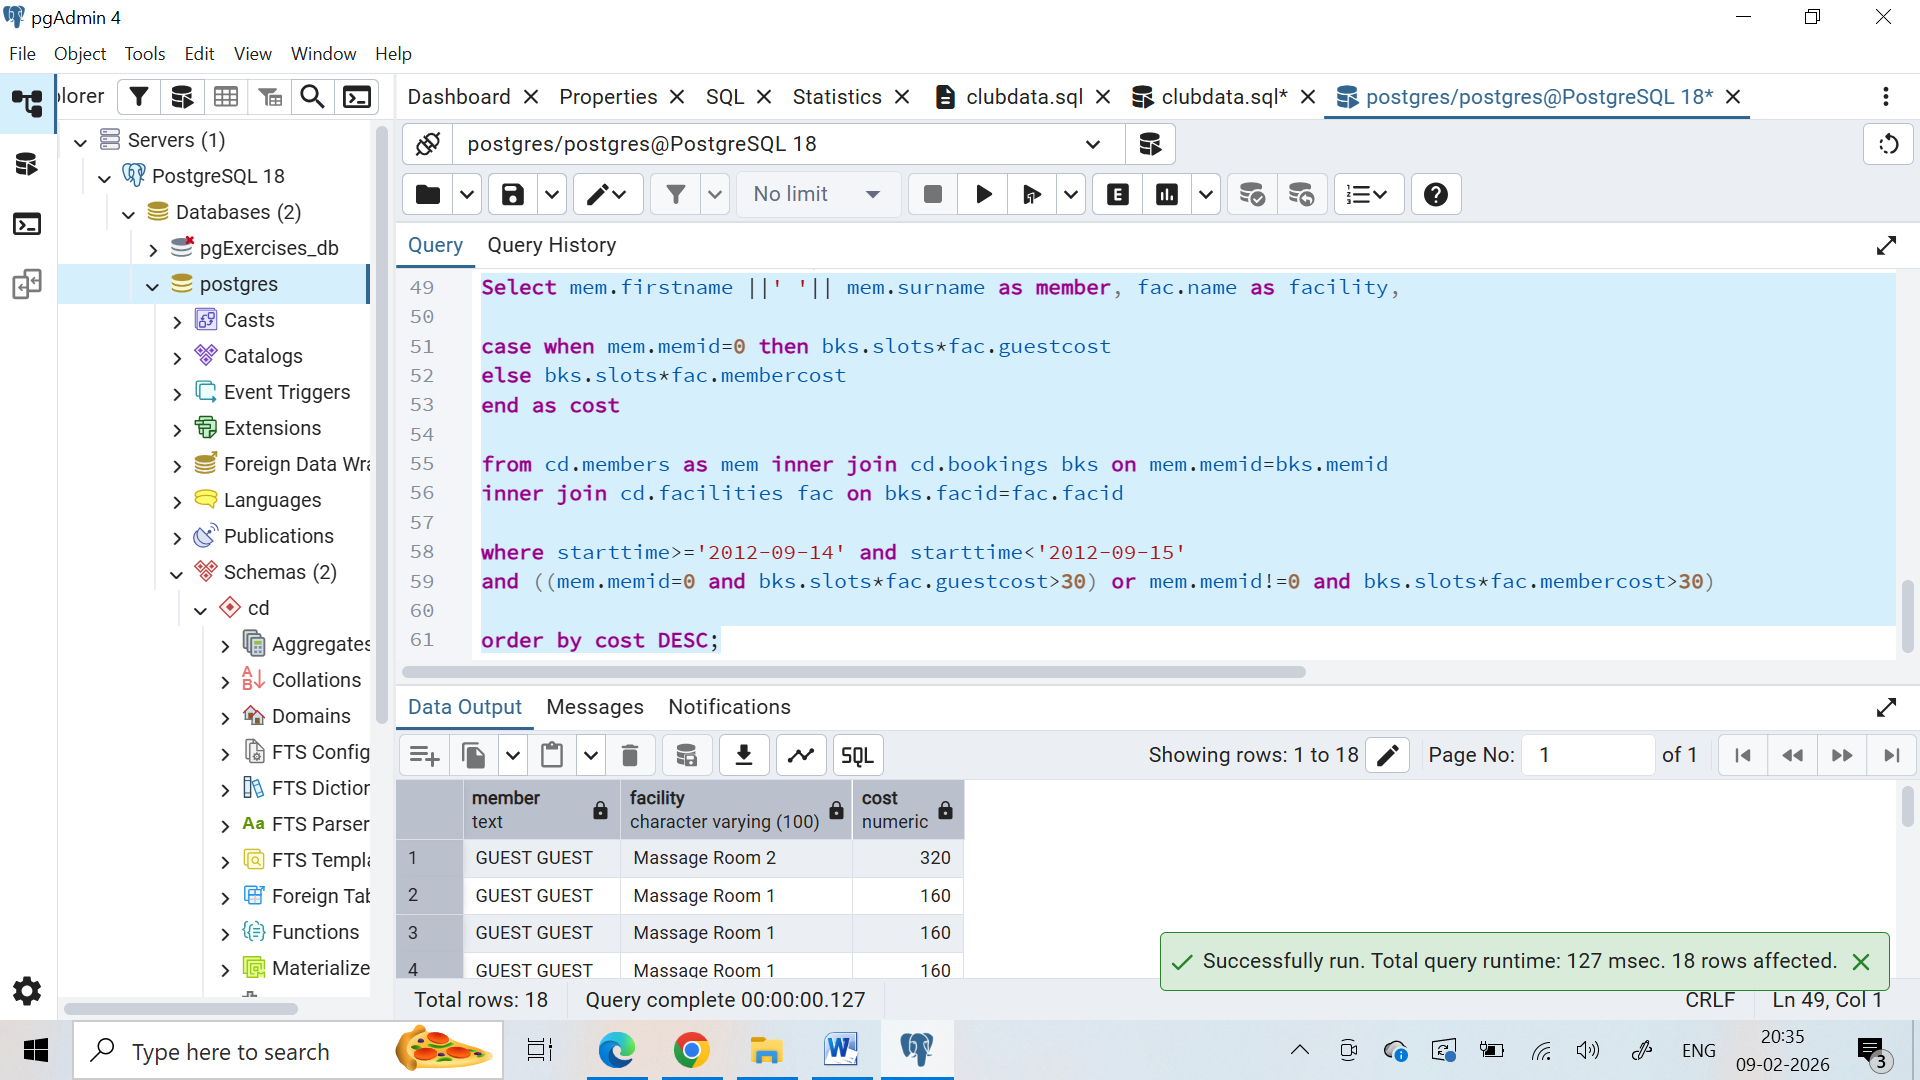 pgAdmin 4
File Object Tools Edit View Window Help
plorer
Dashboard Properties SQL Statistics clubdata.sql clubdata.sql* postgres/postgres@PostgreSQL 18*
Servers (1)
PostgreSQL 18
Databases (2)
pgExercises_db
postgres
Casts
Catalogs
Event Triggers
Extensions
Foreign Data Wra
Languages
Publications
Schemas (2)
cd
Aggregates
Collations
Domains
FTS Config
FTS Diction
FTS Parser
FTS Templa
Foreign Tab
Functions
Materialize
postgres/postgres@PostgreSQL 18
No limit
E
Query Query History
49 Select mem.firstname ||' '|| mem.surname as member, fac.name as facility,
50
51 case when mem.memid=0 then bks.slots*fac.guestcost
52 else bks.slots*fac.membercost
53 end as cost
54
55 from cd.members as mem inner join cd.bookings bks on mem.memid=bks.memid
56 inner join cd.facilities fac on bks.facid=fac.facid
57
58 where starttime>='2012-09-14' and starttime<'2012-09-15'
59 and ((mem.memid=0 and bks.slots*fac.guestcost>30) or mem.memid!=0 and bks.slots*fac.membercost>30)
60
61 order by cost DESC;
Data Output Messages Notifications
SQL
Showing rows: 1 to 18 Page No: 1 of 1
member text facility character varying (100) cost numeric
1 GUEST GUEST Massage Room 2 320
2 GUEST GUEST Massage Room 1 160
3 GUEST GUEST Massage Room 1 160
4 GUEST GUEST Massage Room 1 160
Successfully run. Total query runtime: 127 msec. 18 rows affected.
Total rows: 18 Query complete 00:00:00.127 CRLF Ln 49, Col 1
Type here to search
ENG
20:35
09-02-2026
3